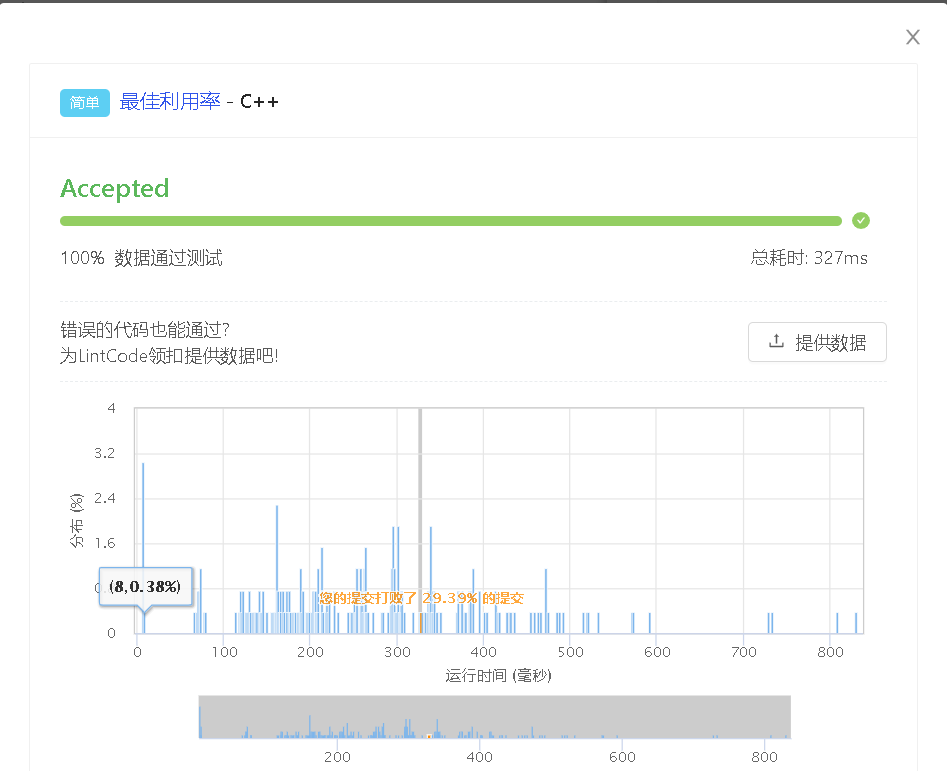 简单 最佳利用率 - C++
Accepted
100% 数据通过测试 总耗时: 327ms
错误的代码也能通过?
为LintCode领扣提供数据吧!
提供数据
4
3.2
2.4
1.6
0
分布 (%)
(8,0.38%)
您的提交打败了 29.39% 的提交
0 100 200 300 400 500 600 700 800
运行时间 (毫秒)
200 400 600 800